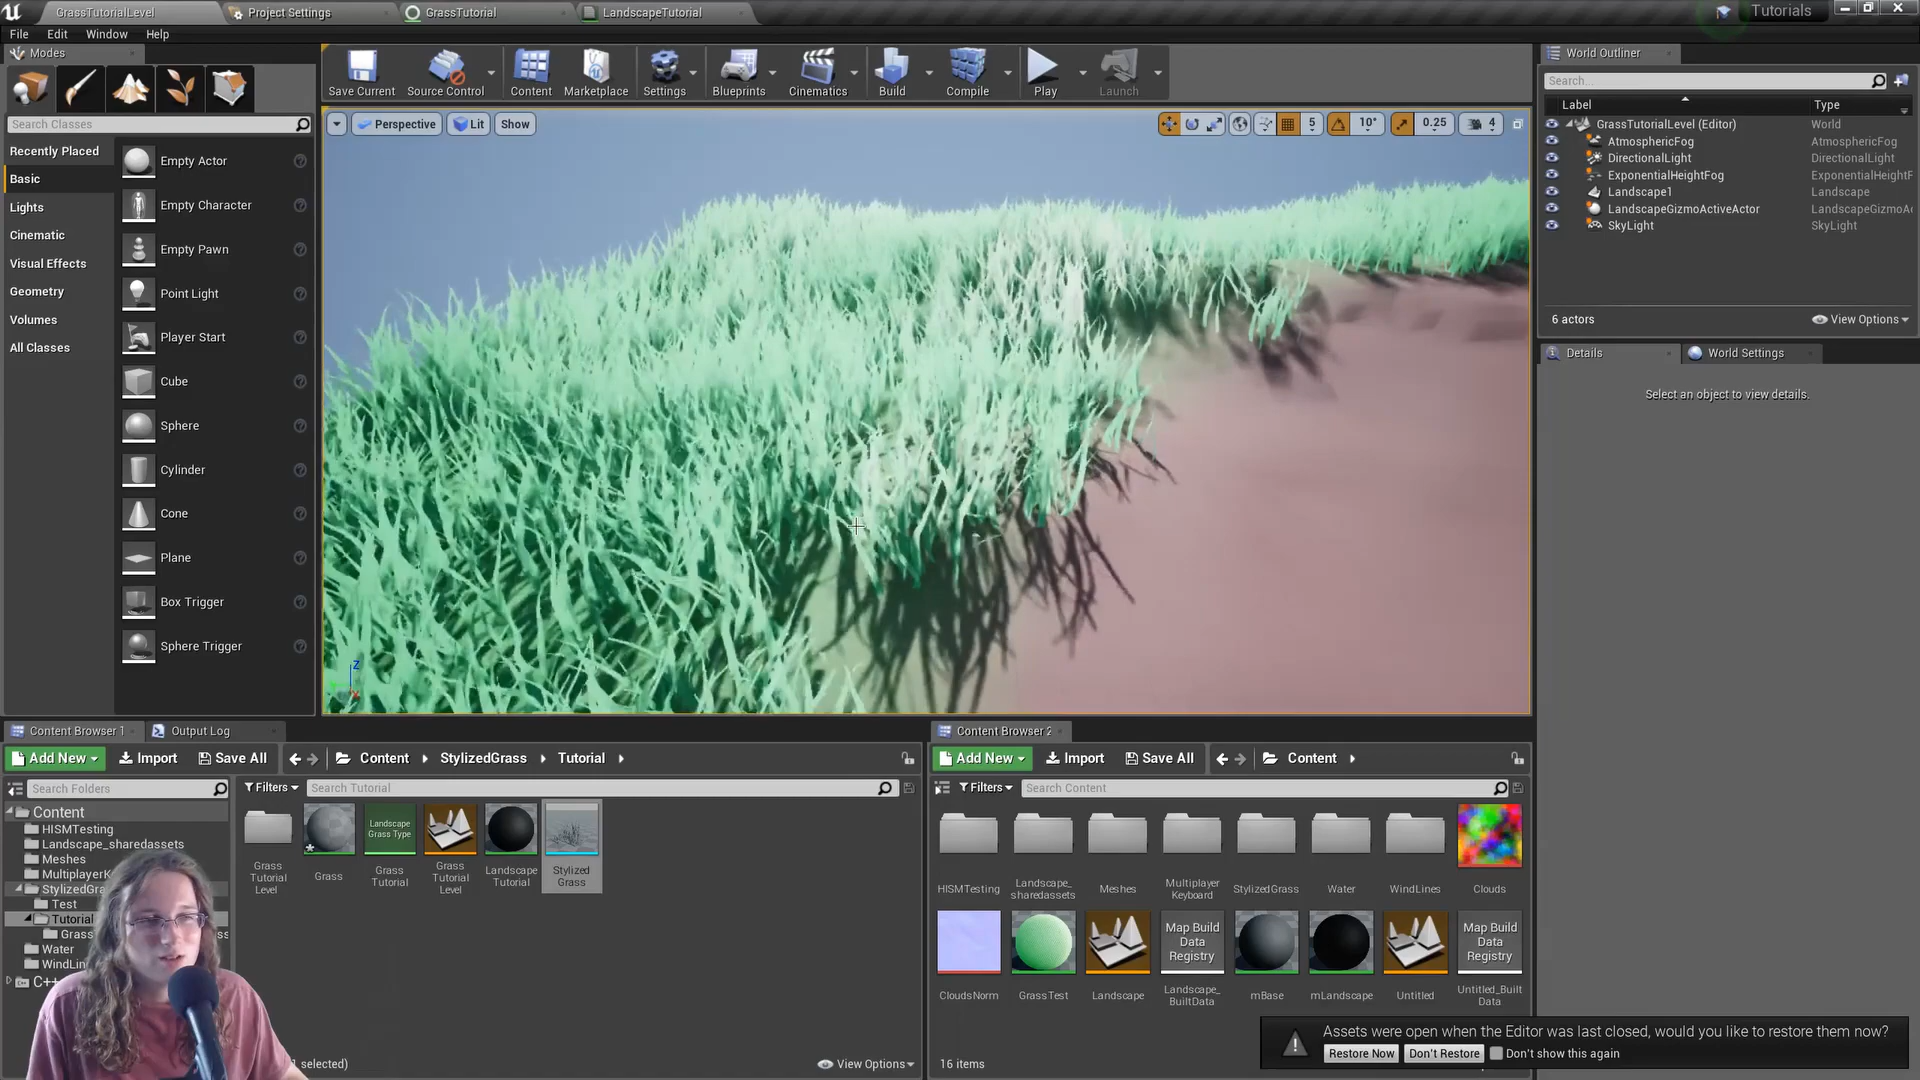 GrassTutorialLevel
Project Settings
GrassTutorial
LandscapeTutorial
Tutorials
File Edit Window Help
Modes
Search Classes
Recently Placed
Basic
Lights
Cinematic
Visual Effects
Geometry
Volumes
All Classes
Empty Actor
Empty Character
Empty Pawn
Point Light
Player Start
Cube
Sphere
Cylinder
Cone
Plane
Box Trigger
Sphere Trigger
Save Current
Source Control
Content
Marketplace
Settings
Blueprints
Cinematics
Build
Compile
Play
Launch
Perspective
Lit
Show
5
10°
0.25
4
Z
World Outliner
Search...
Label Type
GrassTutorialLevel (Editor) World
AtmosphericFog AtmosphericFog
DirectionalLight DirectionalLight
ExponentialHeightFog ExponentialHeightF
Landscape1 Landscape
LandscapeGizmoActiveActor LandscapeGizmoAc
SkyLight SkyLight
6 actors
View Options
Details
World Settings
Select an object to view details.
Content Browser 1
Output Log
Add New
Import
Save All
Content
StylizedGrass
Tutorial
Search Folders
Filters
Search Tutorial
Content
HISMTesting
Landscape_sharedassets
Meshes
MultiplayerK
StylizedGra
Test
Tutorial
Grass
Water
WindLin
C++
Grass
Tutorial
Level
Grass
Landscape
Grass Type
Grass
Tutorial
Grass
Tutorial
Level
Landscape
Tutorial
Stylized
Grass
selected)
View Options
Content Browser 2
Add New
Import
Save All
Content
Filters
Search Content
HISMTesting
Landscape_
sharedassets
Meshes
Multiplayer
Keyboard
StylizedGrass
Water
WindLines
Clouds
CloudsNorm
GrassTest
Landscape
Map Build
Data
Registry
Landscape_
BuiltData
mBase
mLandscape
Untitled
Map Build
Data
Registry
Untitled_Built
Data
16 items
Assets were open when the Editor was last closed, would you like to restore them now?
Restore Now
Don't Restore
Don't show this again